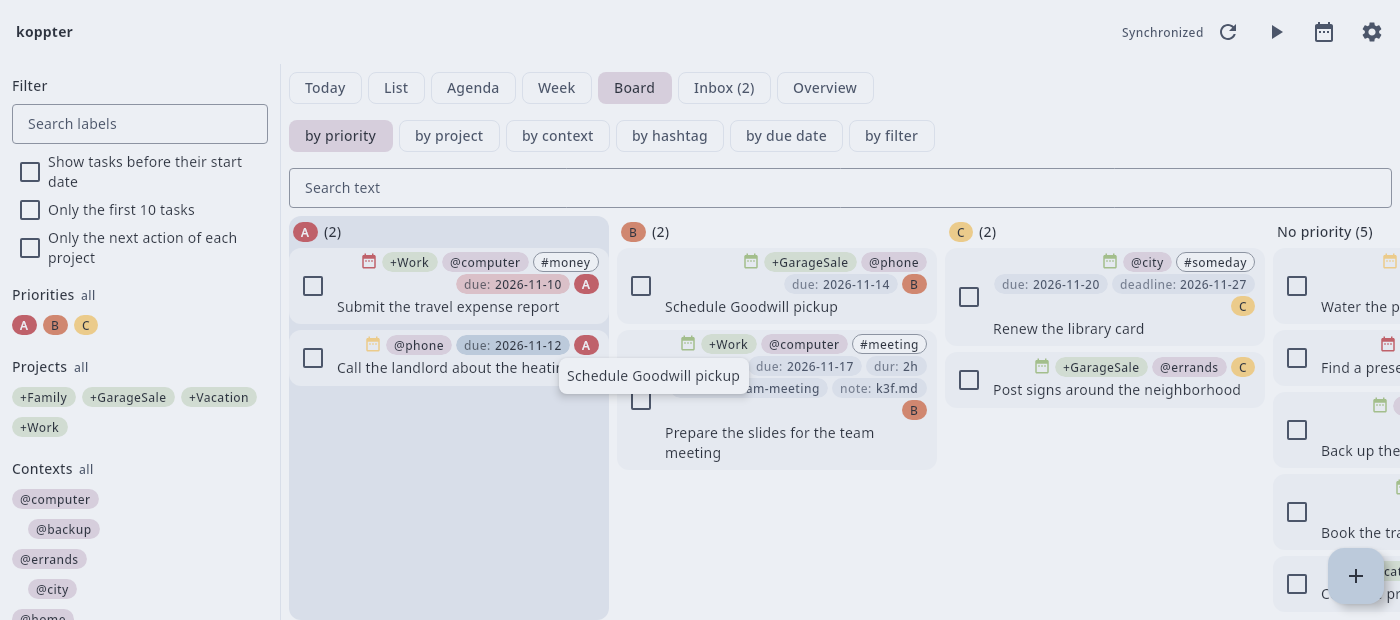 koppter
Synchronized
Filter
Search labels
Show tasks before their start
date
Only the first 10 tasks
Only the next action of each
project
Priorities all
A B C
Projects all
+Family +GarageSale +Vacation
+Work
Contexts all
@computer
@backup
@errands
@city
@home
Today List Agenda Week Board Inbox (2) Overview
by priority by project by context by hashtag by due date by filter
Search text
A (2)
+Work @computer #money
due: 2026-11-10 A
Submit the travel expense report
@phone due: 2026-11-12 A
Call the landlord about the
Schedule Goodwill pickup
B (2)
+GarageSale @phone
due: 2026-11-14 B
Schedule Goodwill pickup
+Work @computer #meeting
due: 2026-11-17 dur: 2h
am-meeting note: k3f.md
B
Prepare the slides for the team
meeting
C (2)
@city #someday
due: 2026-11-20 deadline: 2026-11-27
C
Renew the library card
+GarageSale @errands C
Post signs around the neighborhood
No priority (5)
Water the
Find a
Back up the
Book the